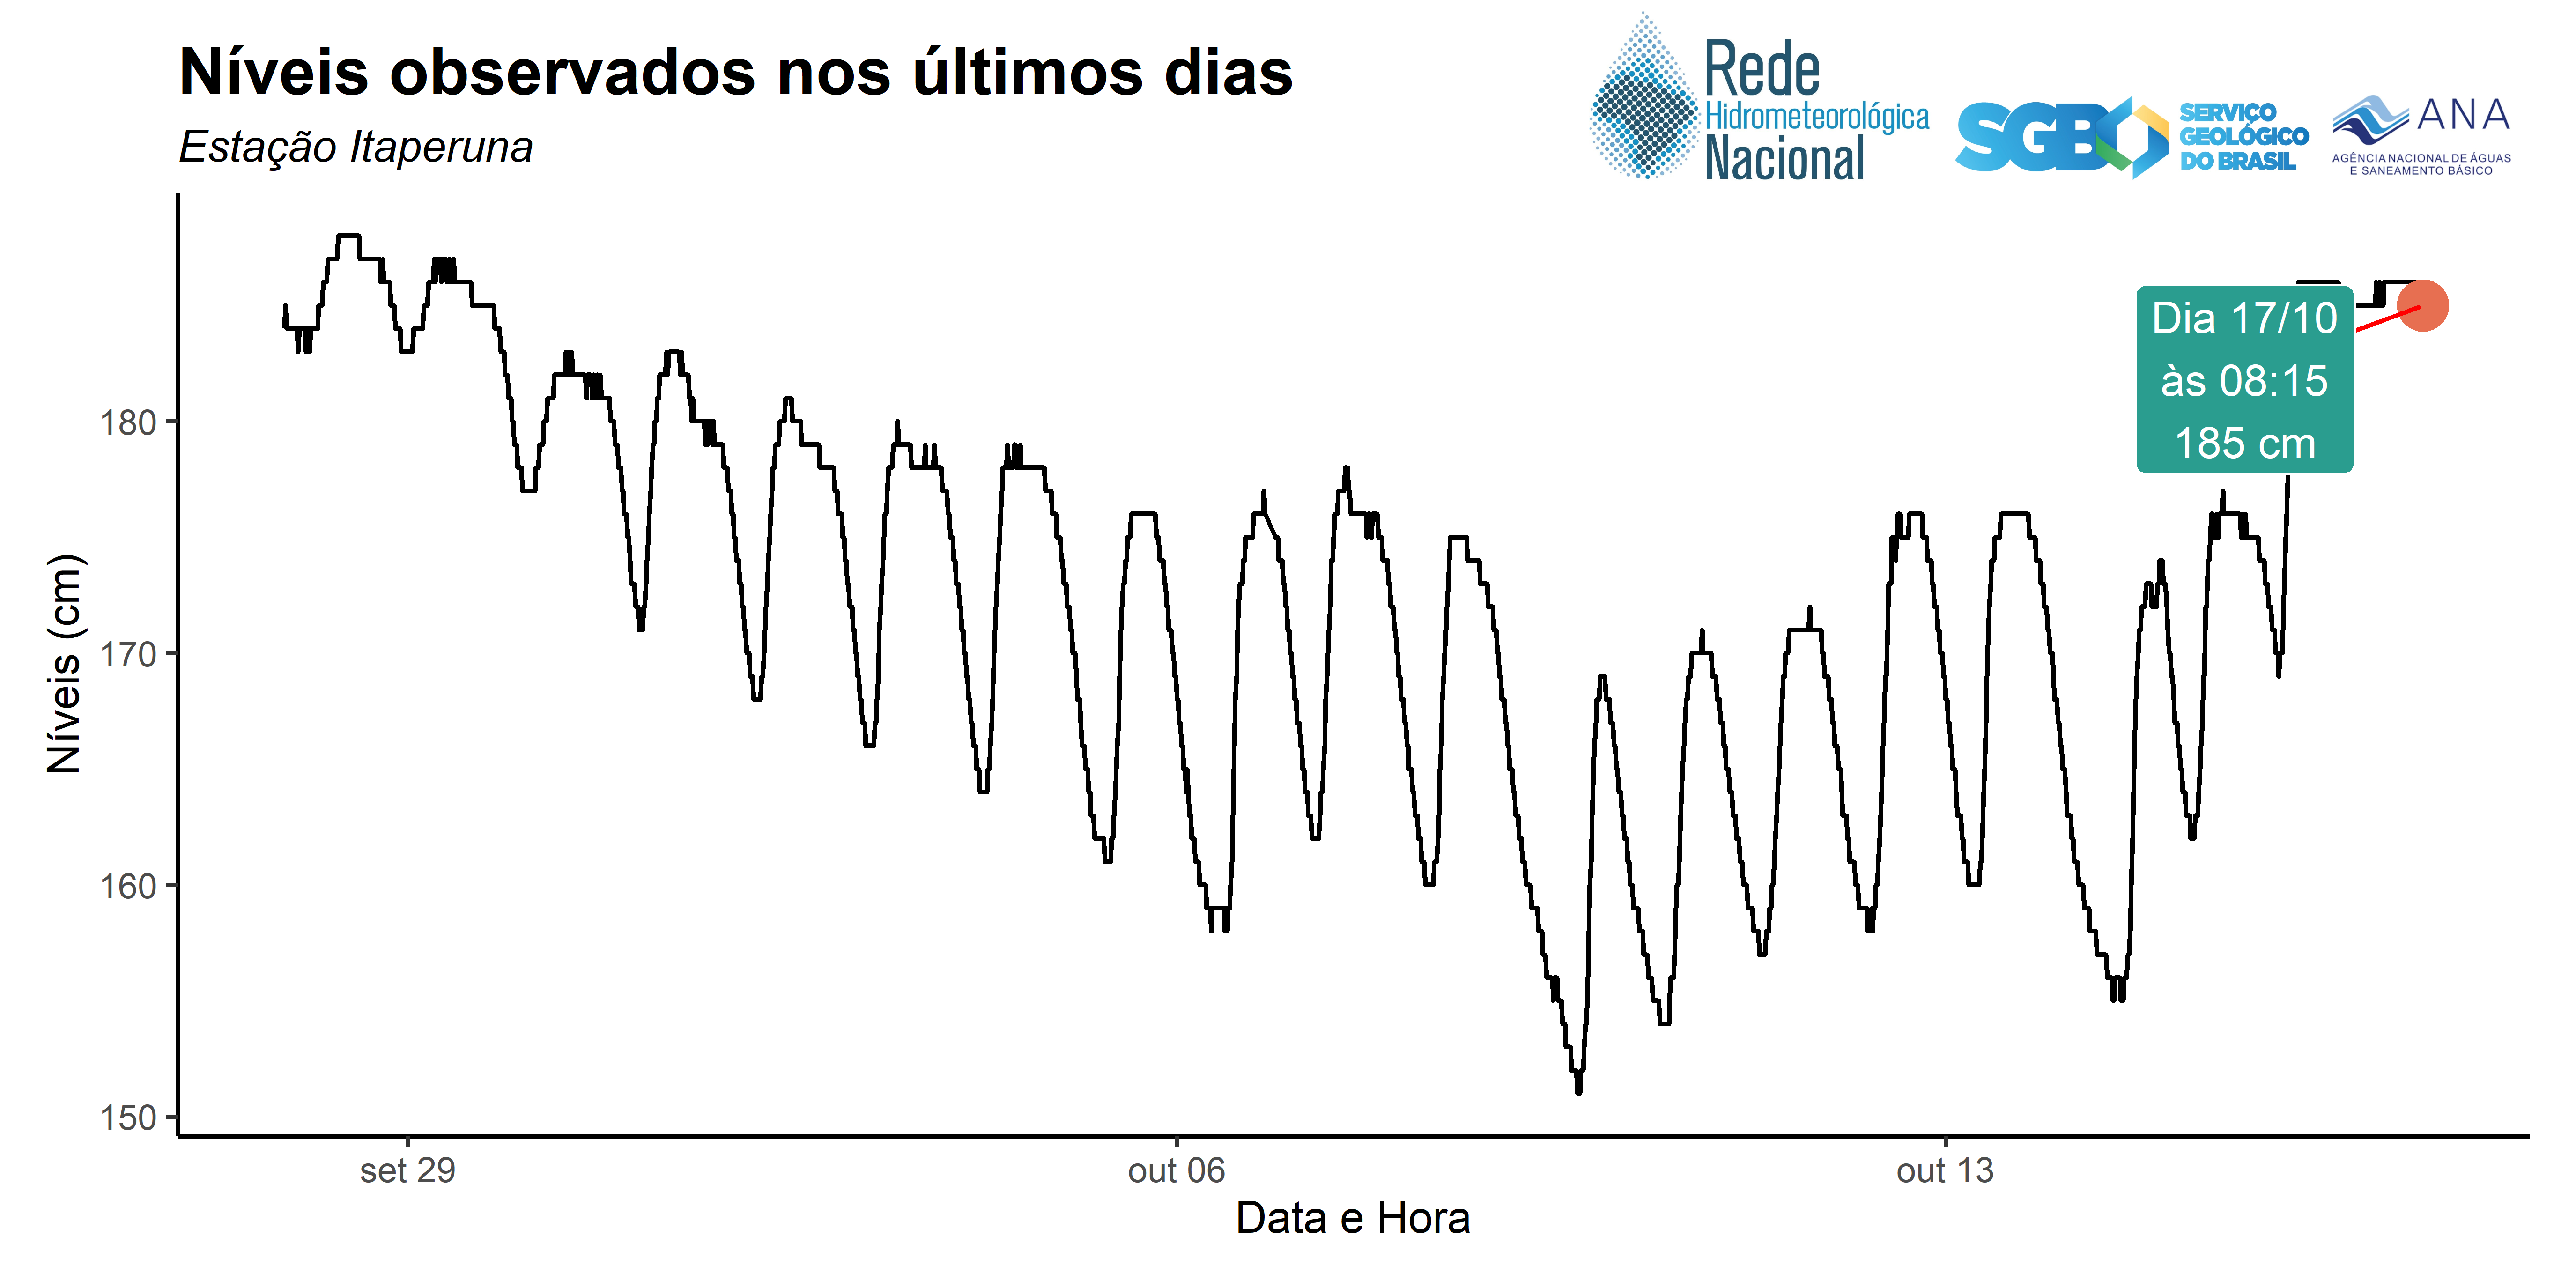 Níveis observados nos últimos dias
Estação Itaperuna
Rede
Hidrometeorológica
Nacional
SGB
SERVIÇO
GEOLÓGICO
DO BRASIL
ANA
AGÊNCIA NACIONAL DE ÁGUAS
E SANEAMENTO BÁSICO
Dia 17/10
às 08:15
185 cm
Níveis (cm)
180
170
160
150
set 29
out 06
out 13
Data e Hora